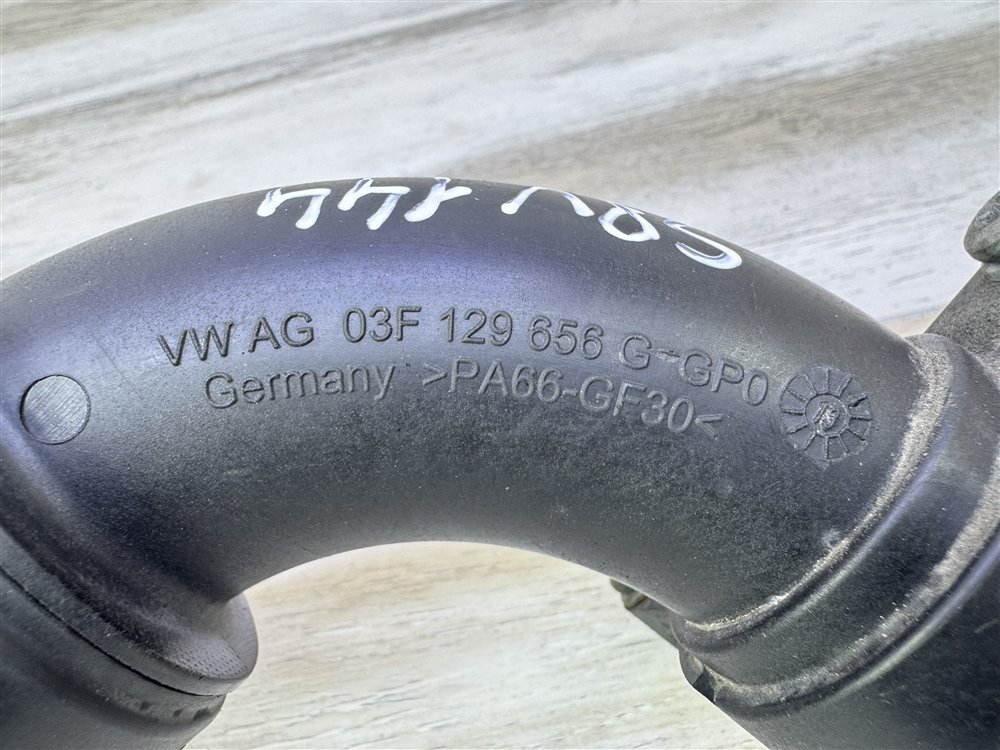 VW AG 03F 129 656 G-GP0
Germany >PA66-GF30<